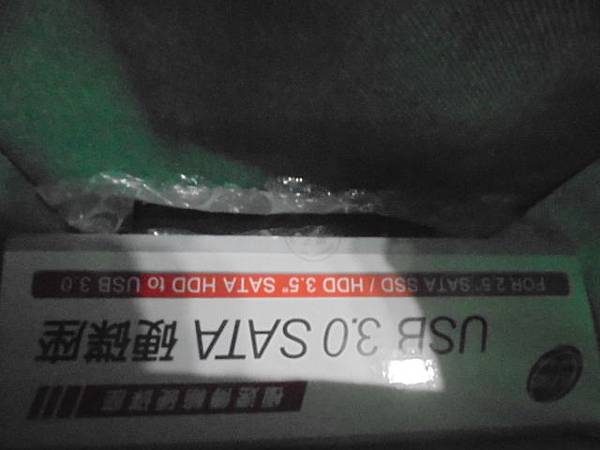 USB 3.0 SATA 硬碟座
FOR 2.5" SATA SSD / HDD 3.5" SATA HDD to USB 3.0